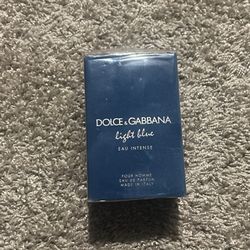 DOLCE & GABBANA
light blue
EAU INTENSE
POUR HOMME
EAU DE PARFUM
MADE IN ITALY